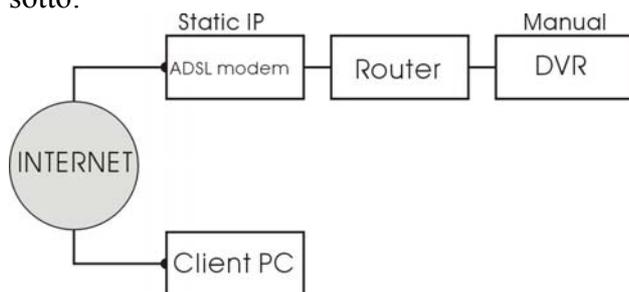 sotto:
Static IP
Manual
ADSL modem
Router
DVR
INTERNET
Client PC